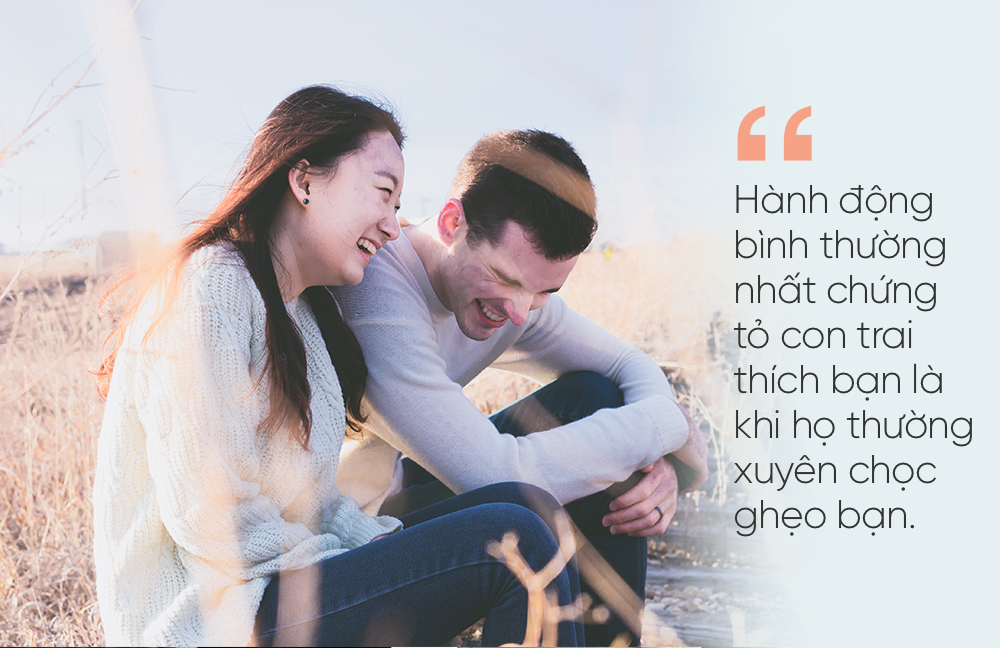 “
Hành động
bình thường
nhất chứng
tỏ con trai
thích bạn là
khi họ thường
xuyên chọc
ghẹo bạn.